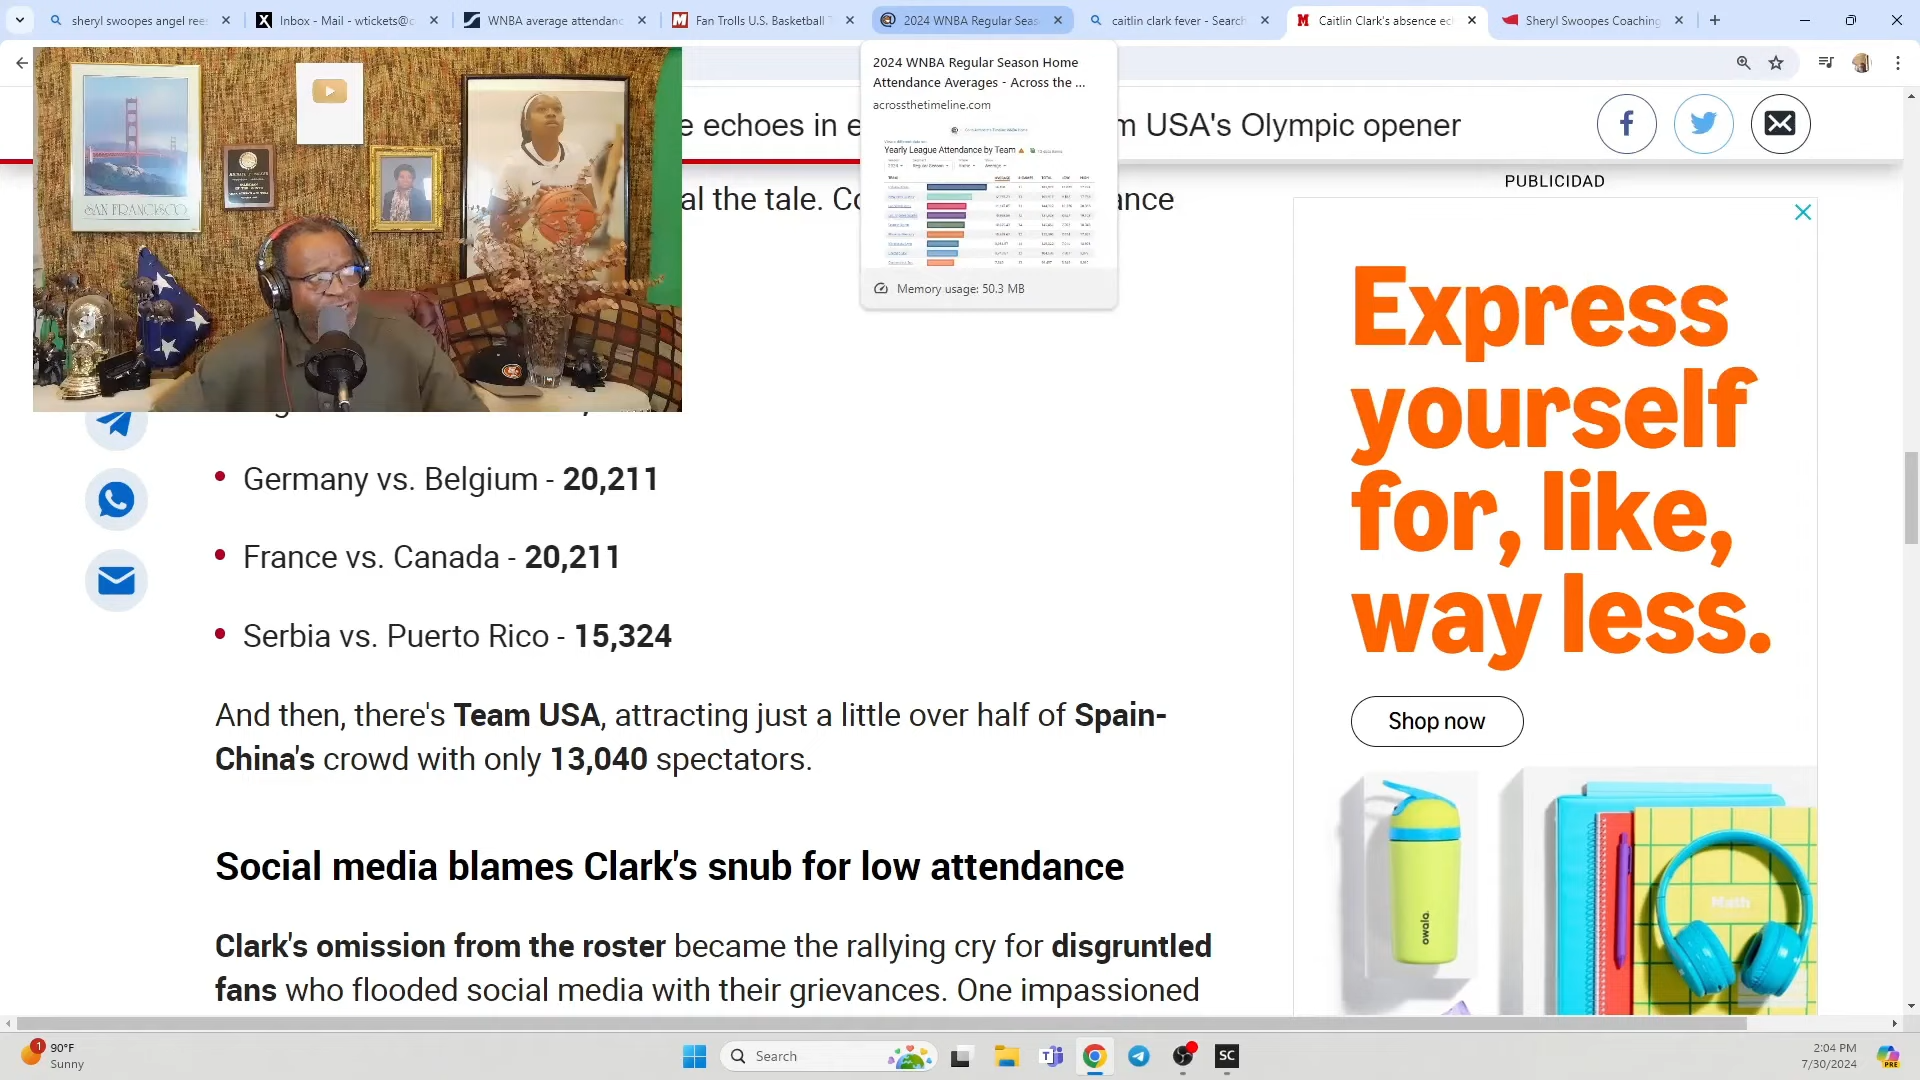 sheryl swoopes angel rees
Inbox - Mail - wtickets@c
WNBA average attendanc
Fan Trolls U.S. Basketball T
2024 WNBA Regular Seas
caitlin clark fever - Search
Caitlin Clark's absence ec
Sheryl Swoopes Coaching
2024 WNBA Regular Season Home
Attendance Averages - Across the ...
acrossthetimeline.com
Yearly League Attendance by Team
Memory usage: 50.3 MB
e echoes in e
m USA's Olympic opener
al the tale. Co
ance
SAN FRANCISCO
PUBLICIDAD
Express
yourself
for, like,
way less.
Shop now
owala
Math
Germany vs. Belgium - 20,211
France vs. Canada - 20,211
Serbia vs. Puerto Rico - 15,324
And then, there's Team USA, attracting just a little over half of Spain-
China's crowd with only 13,040 spectators.
Social media blames Clark's snub for low attendance
Clark's omission from the roster became the rallying cry for disgruntled
fans who flooded social media with their grievances. One impassioned
1
90°F
Sunny
Search
SC
2:04 PM
7/30/2024
PRE